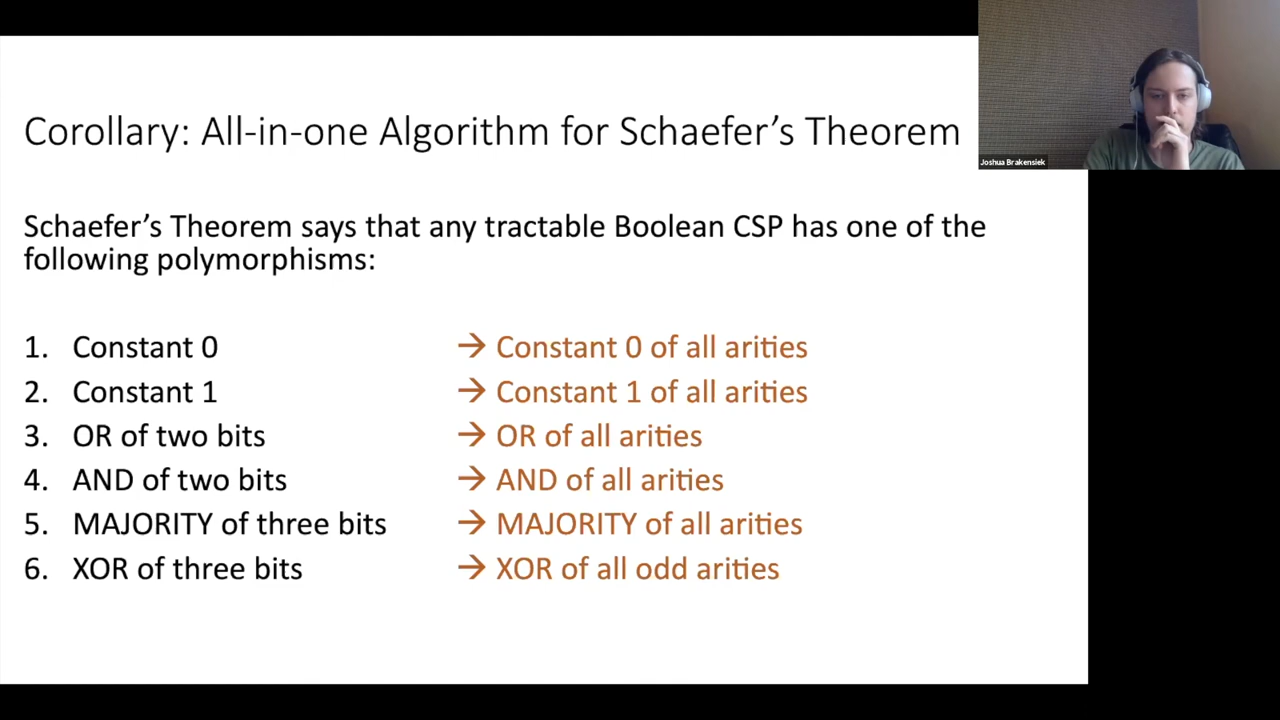 Corollary: All-in-one Algorithm for Schaefer's Theorem
Joshua Brakensiek
Schaefer's Theorem says that any tractable Boolean CSP has one of the
following polymorphisms:
1. Constant 0 → Constant 0 of all arities
2. Constant 1 → Constant 1 of all arities
3. OR of two bits → OR of all arities
4. AND of two bits → AND of all arities
5. MAJORITY of three bits → MAJORITY of all arities
6. XOR of three bits → XOR of all odd arities